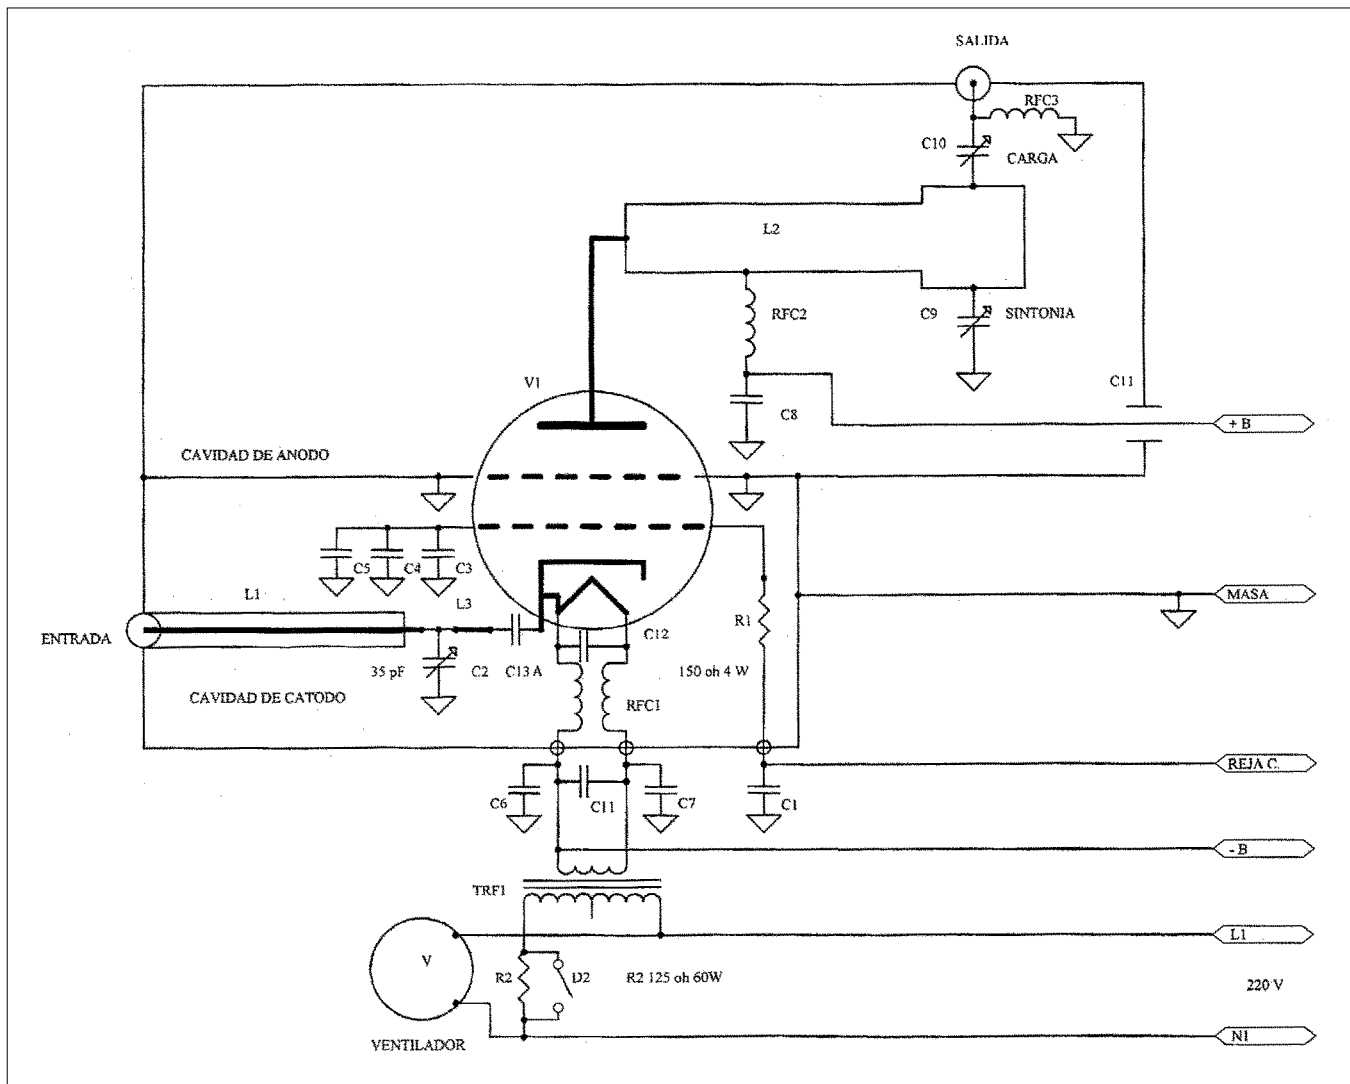 SALIDA
RFC3
C10
CARGA
L2
RFC2
C9
SINTONIA
V1
C11
C8
+ B
CAVIDAD DE ANODO
C5
C4
C3
L1
L3
MASA
ENTRADA
C12
R1
35 pF
C2
C13 A
150 oh 4 W
CAVIDAD DE CATODO
RFC1
REJA C.
C6
C11
C7
C1
- B
TRF1
L1
V
R2
D2
R2 125 oh 60W
220 V
VENTILADOR
N1